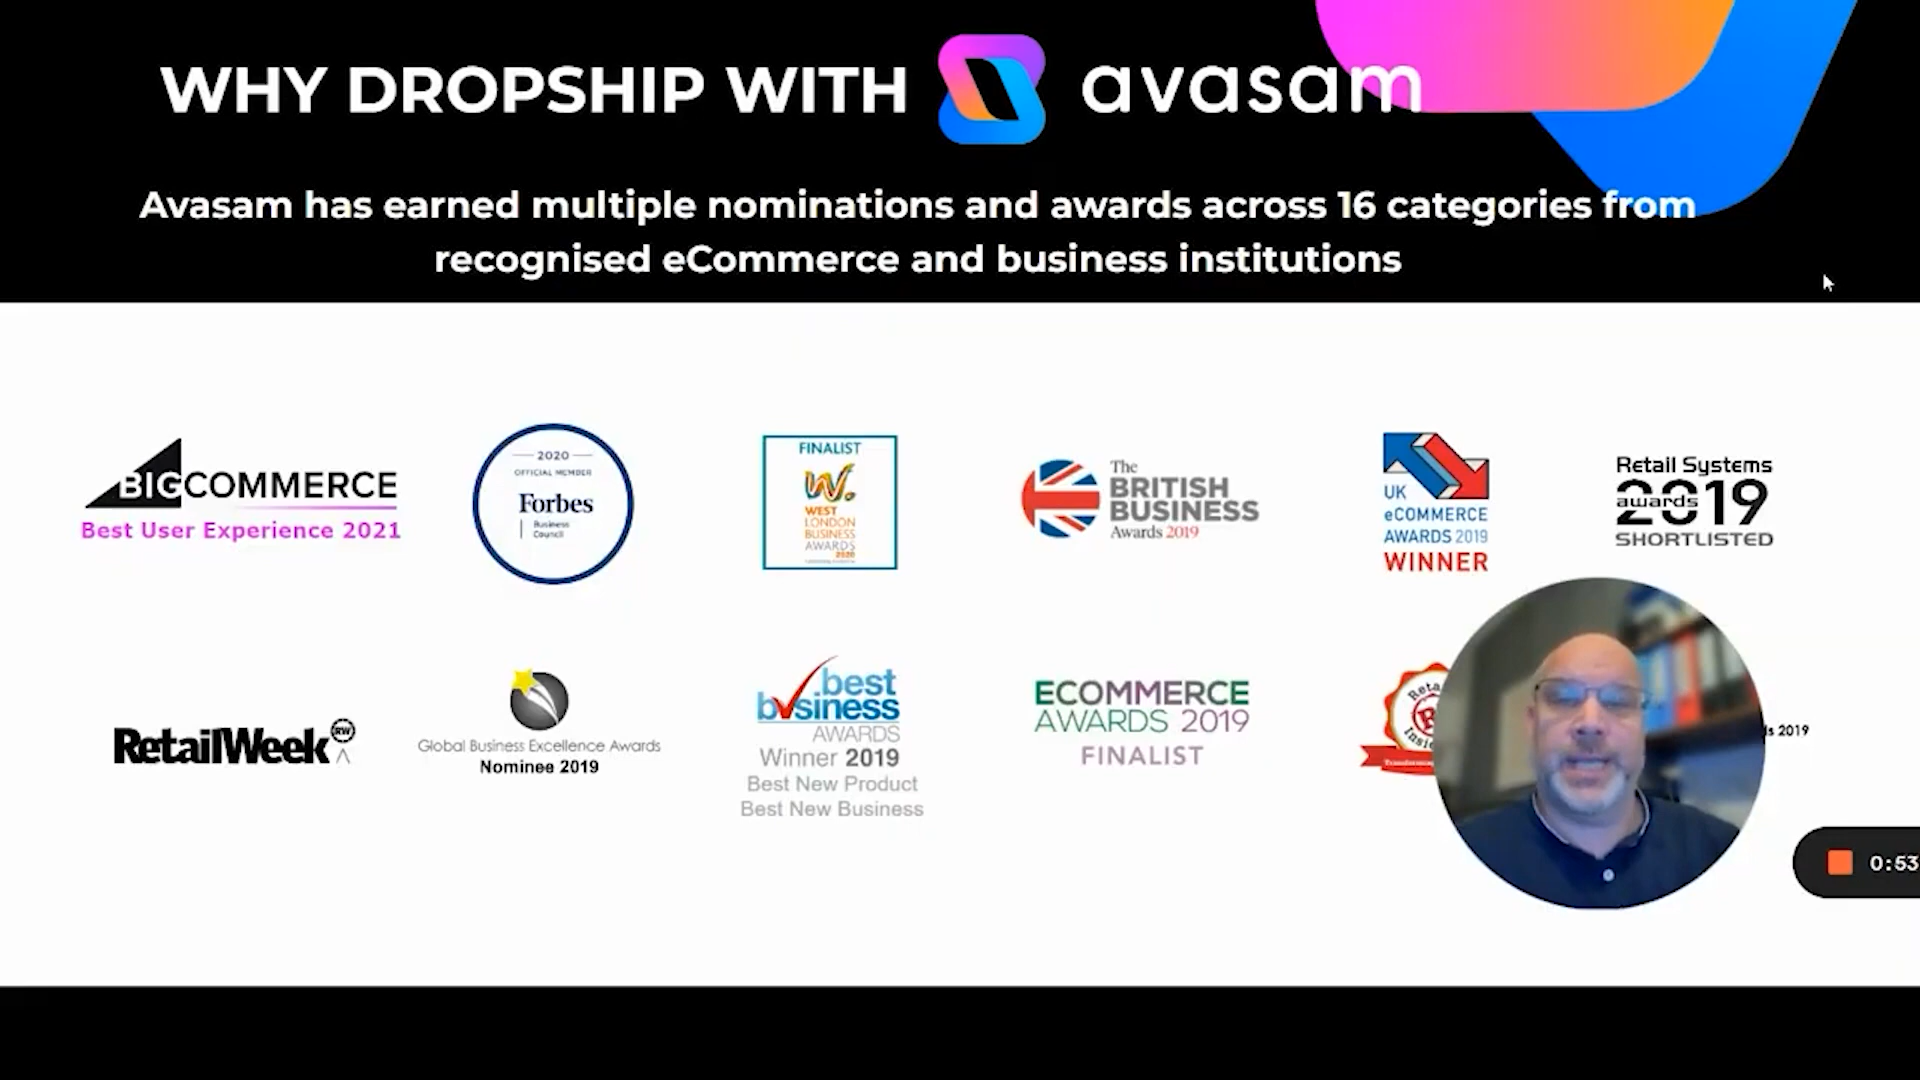 WHY DROPSHIP WITH avasam
Avasam has earned multiple nominations and awards across 16 categories from
recognised eCommerce and business institutions
BIGCOMMERCE
Best User Experience 2021
2020
OFFICIAL MEMBER
Forbes
Business
Council
FINALIST
W.
WEST
LONDON
BUSINESS
AWARDS
2020
The
BRITISH
BUSINESS
Awards 2019
UK
eCOMMERCE
AWARDS 2019
WINNER
Retail Systems
awards 2019
SHORTLISTED
RetailWeek RW
Global Business Excellence Awards
Nominee 2019
best
business
AWARDS
Winner 2019
Best New Product
Best New Business
ECOMMERCE
AWARDS 2019
FINALIST
2019
0:53